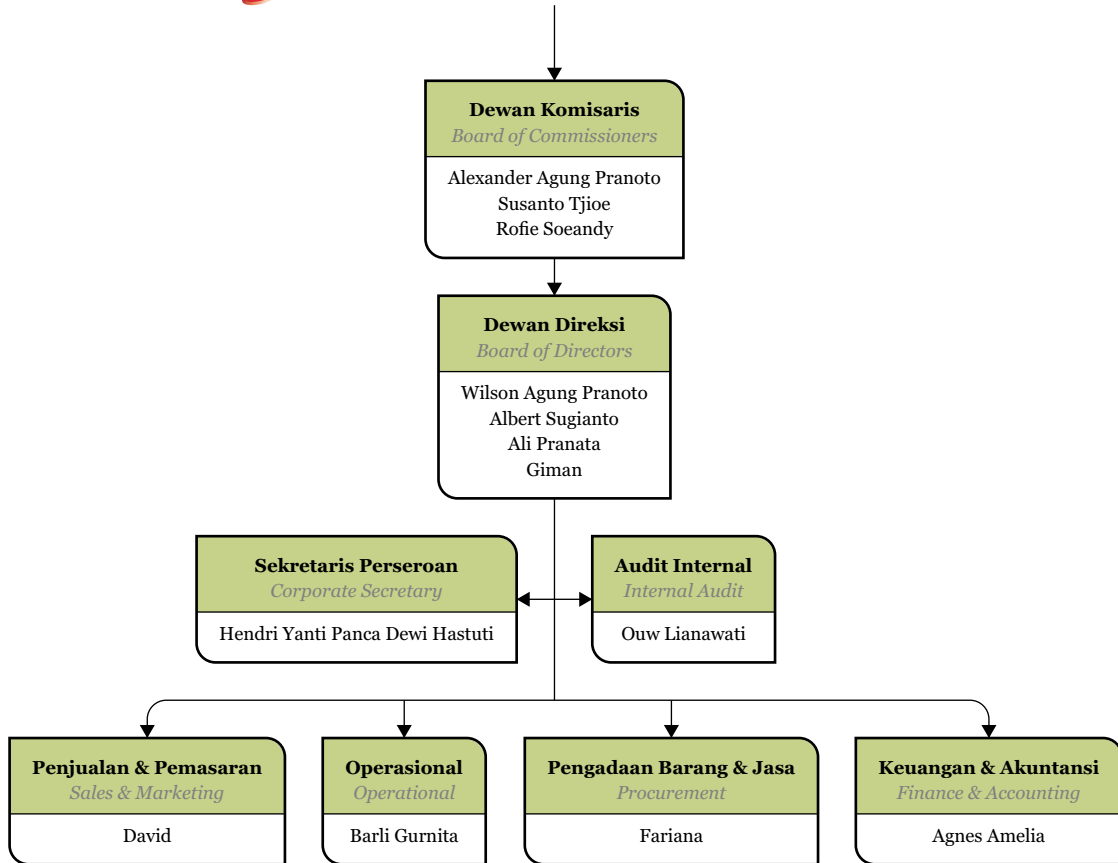 Dewan Komisaris
Board of Commissioners
Alexander Agung Pranoto
Susanto Tjioe
Rofie Soeandy
Dewan Direksi
Board of Directors
Wilson Agung Pranoto
Albert Sugianto
Ali Pranata
Giman
Sekretaris Perseroan
Corporate Secretary
Hendri Yanti Panca Dewi Hastuti
Audit Internal
Internal Audit
Ouw Lianawati
Penjualan & Pemasaran
Sales & Marketing
David
Operasional
Operational
Barli Gurnita
Pengadaan Barang & Jasa
Procurement
Fariana
Keuangan & Akuntansi
Finance & Accounting
Agnes Amelia